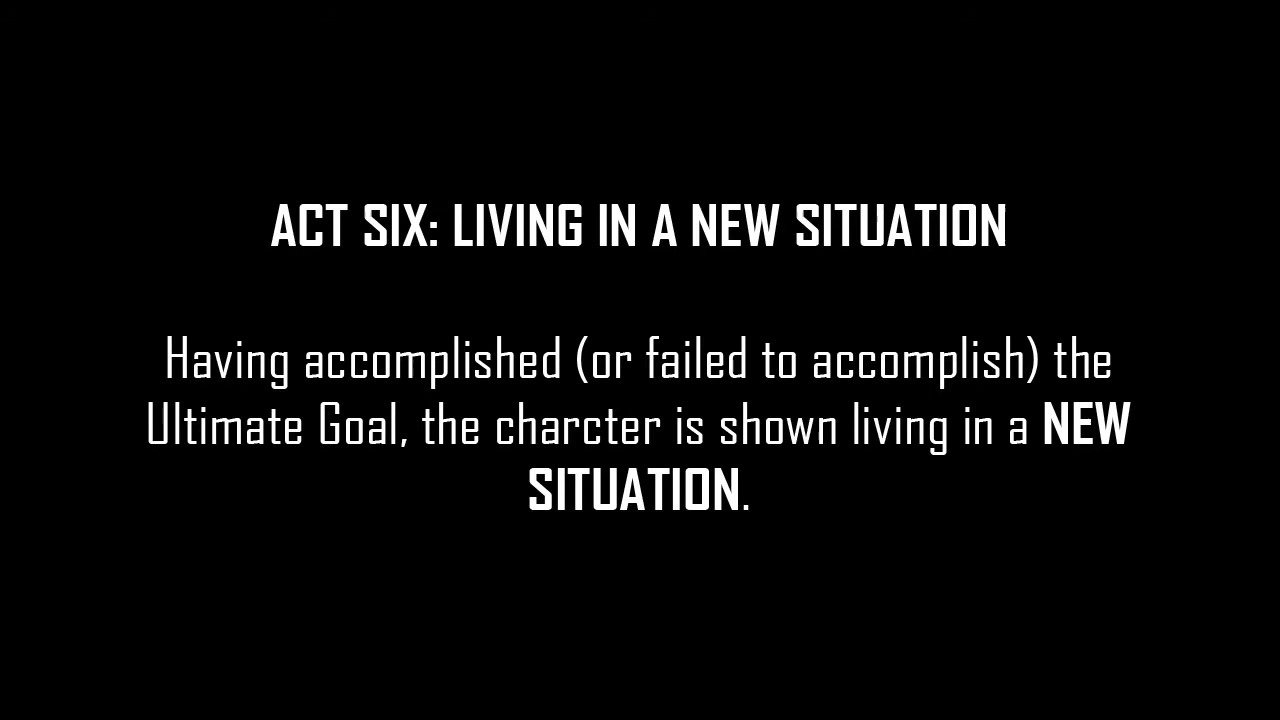 ACT SIX: LIVING IN A NEW SITUATION
Having accomplished (or failed to accomplish) the
Ultimate Goal, the charcter is shown living in a NEW
SITUATION.